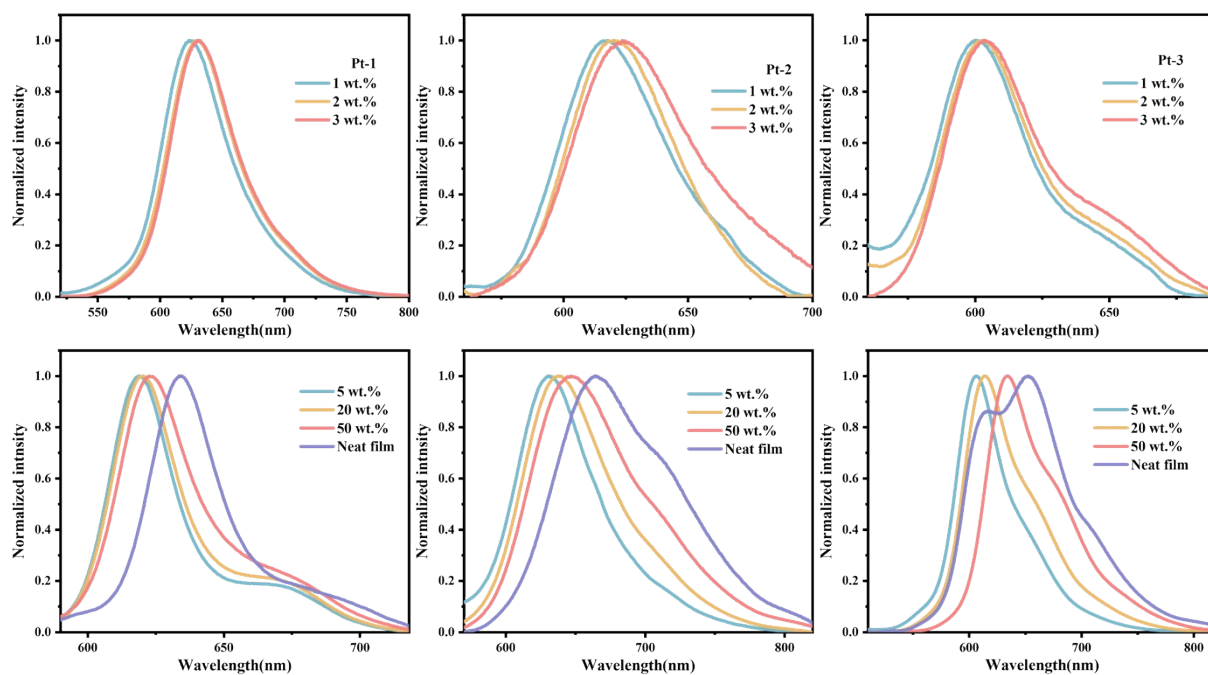 Normalized intensity
1.0
0.8
0.6
0.4
0.2
0.0
550
600
650
700
750
800
Wavelength(nm)
Pt-1
1 wt.%
2 wt.%
3 wt.%
Normalized intensity
1.0
0.8
0.6
0.4
0.2
0.0
600
650
700
Wavelength(nm)
Pt-2
1 wt.%
2 wt.%
3 wt.%
Normalized intensity
1.0
0.8
0.6
0.4
0.2
0.0
600
650
Wavelength(nm)
Pt-3
1 wt.%
2 wt.%
3 wt.%
Normalized intnsity
1.0
0.8
0.6
0.4
0.2
0.0
600
650
700
Wavelength(nm)
5 wt.%
20 wt.%
50 wt.%
Neat film
Normalized intnsity
1.0
0.8
0.6
0.4
0.2
0.0
600
700
800
Wavelength(nm)
5 wt.%
20 wt.%
50 wt.%
Neat film
Normalized intnsity
1.0
0.8
0.6
0.4
0.2
0.0
600
700
800
Wavelength(nm)
5 wt.%
20 wt.%
50 wt.%
Neat film